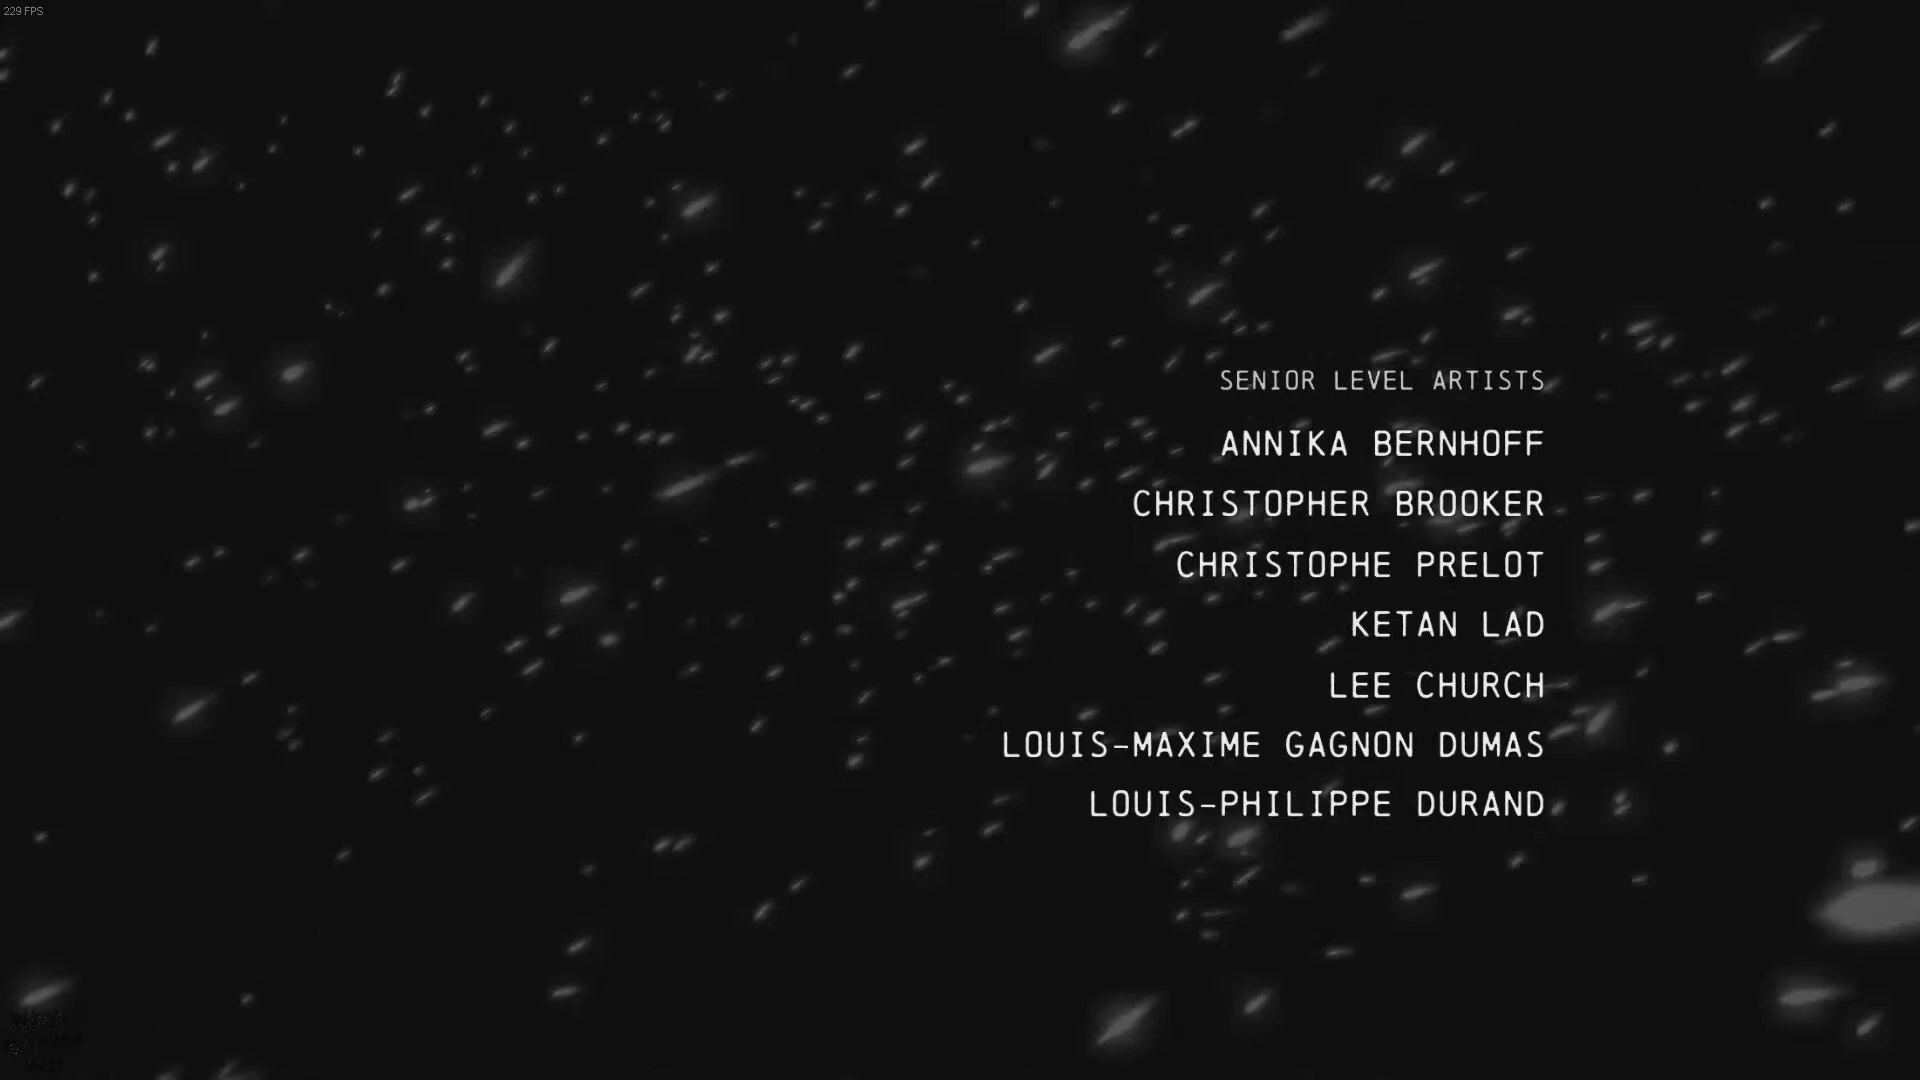 229 FPS
SENIOR LEVEL ARTISTS
ANNIKA BERNHOFF
CHRISTOPHER BROOKER
CHRISTOPHE PRELOT
KETAN LAD
LEE CHURCH
LOUIS-MAXIME GAGNON DUMAS
LOUIS-PHILIPPE DURAND